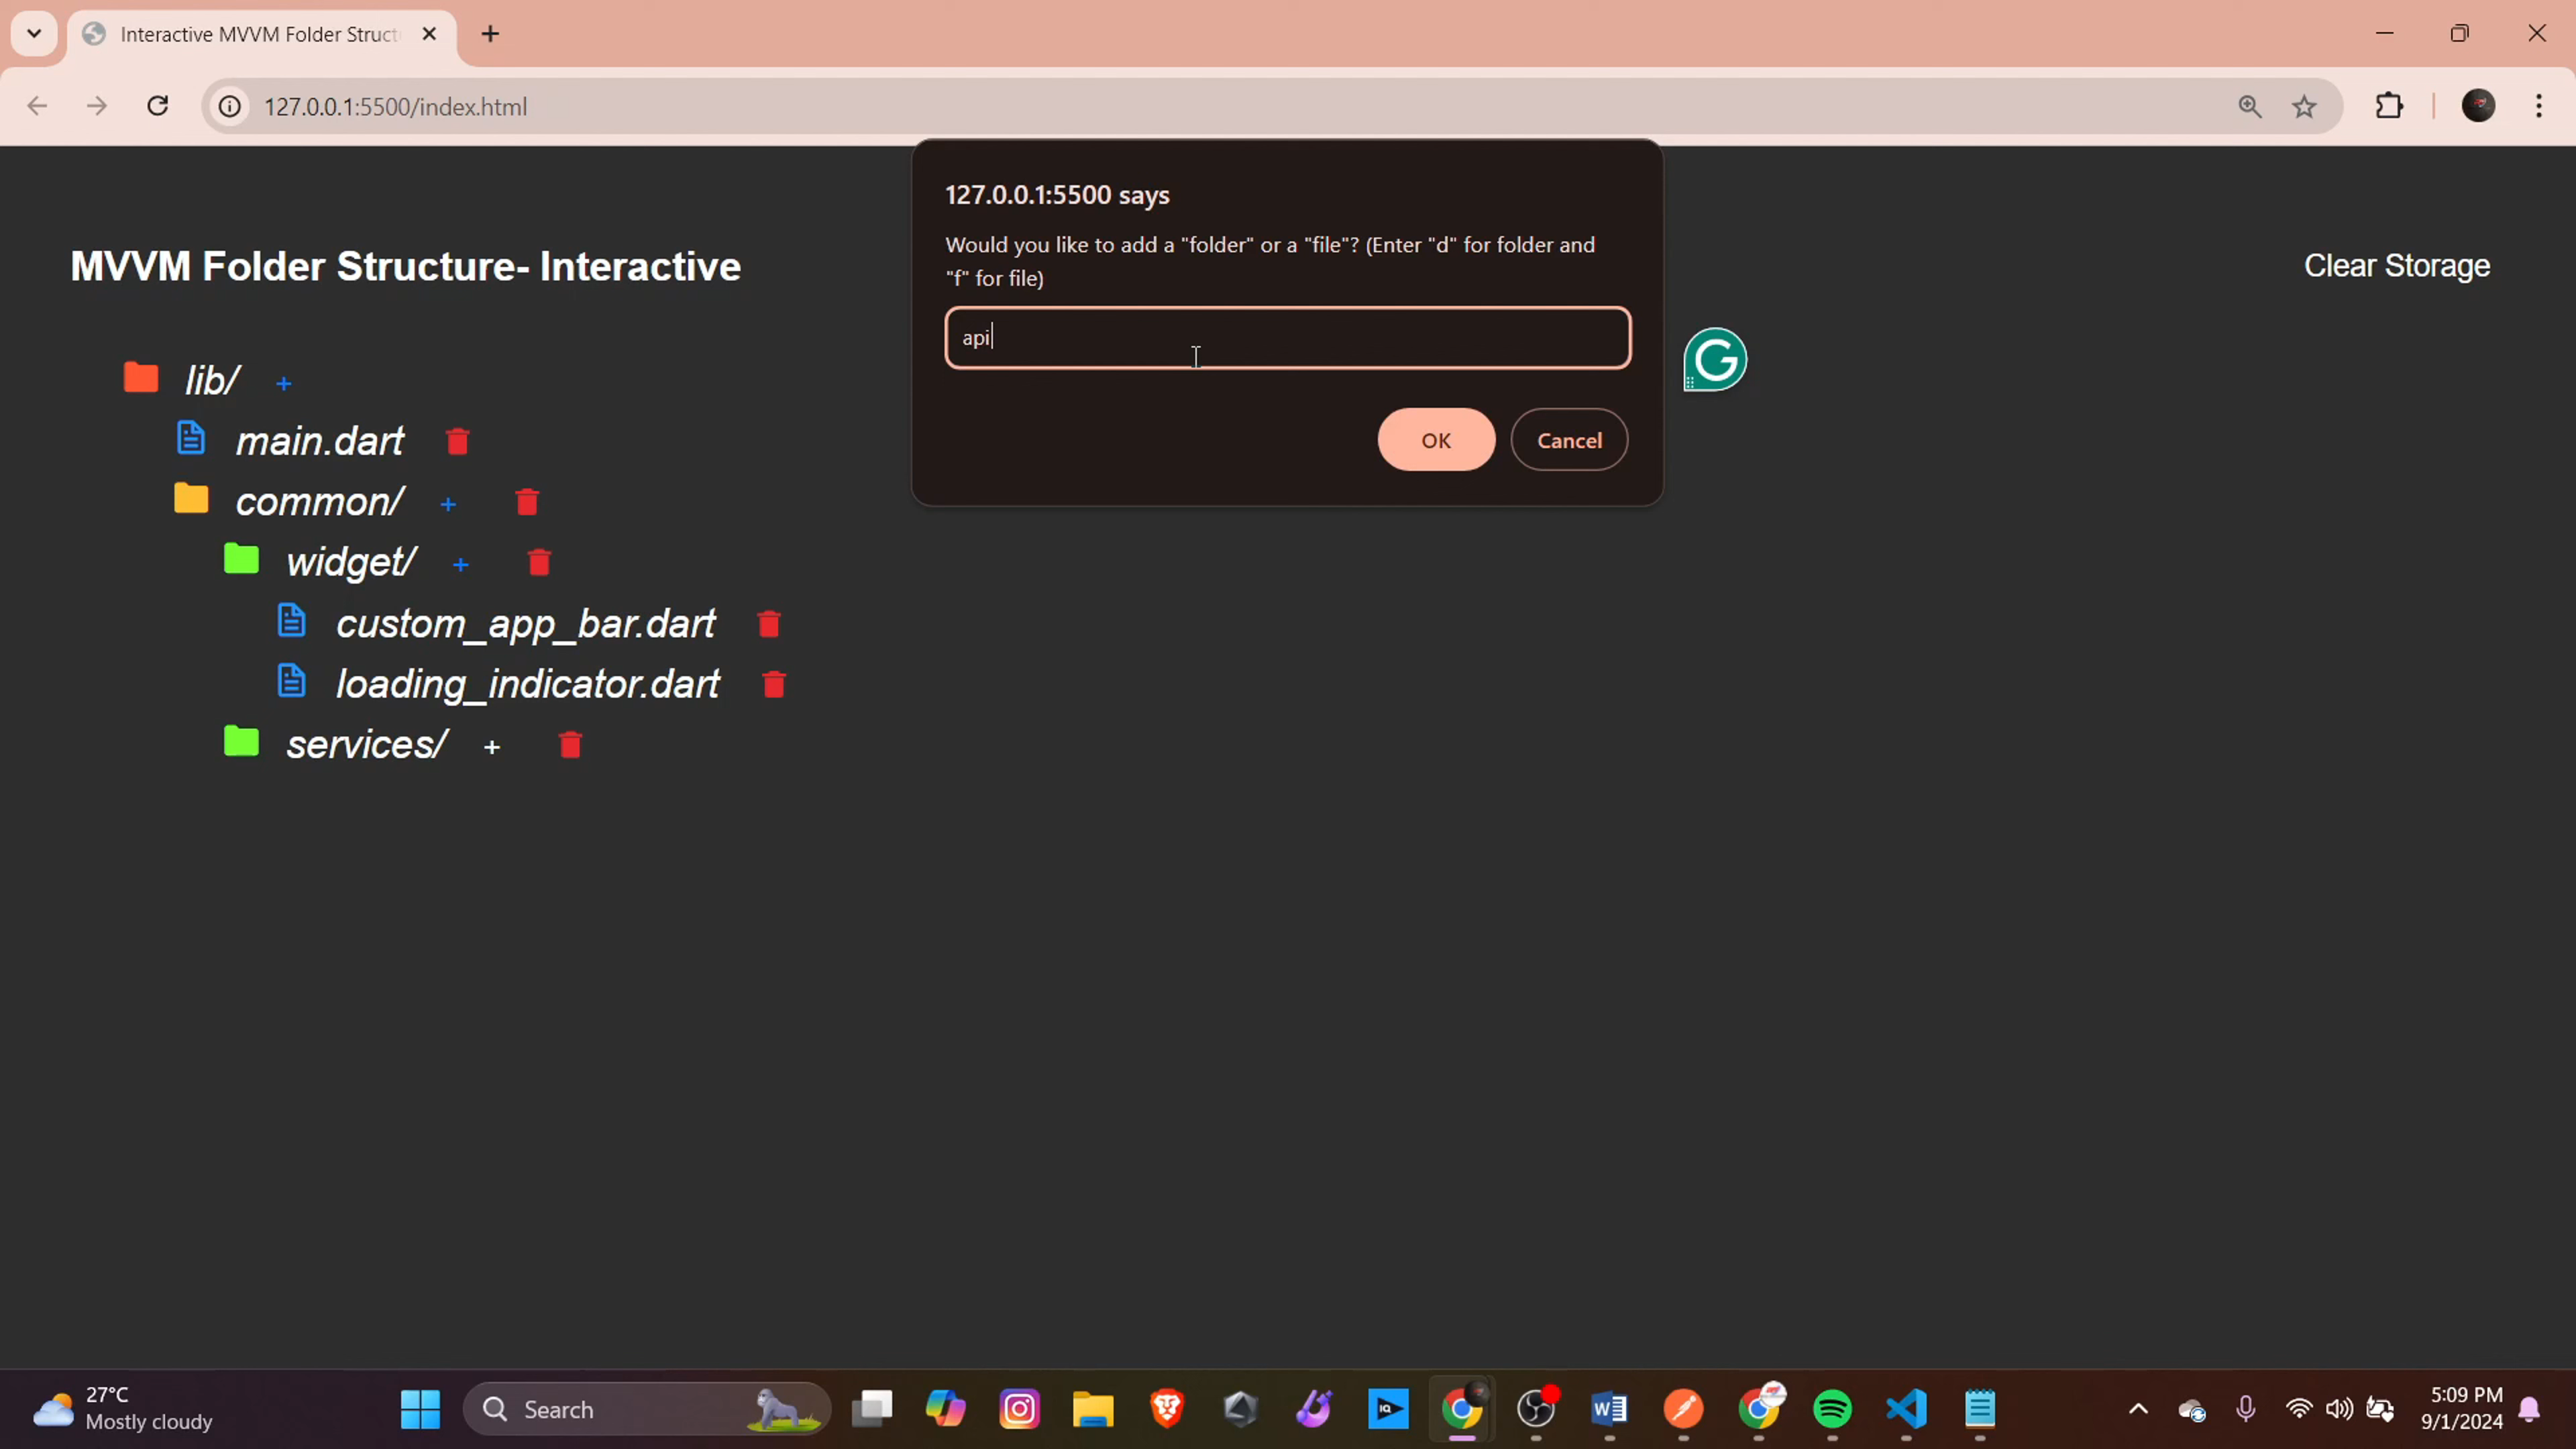 Interactive MVVM Folder Struct
127.0.0.1:5500/index.html
127.0.0.1:5500 says
Would you like to add a "folder" or a "file"? (Enter "d" for folder and
"f" for file)
api
OK
Cancel
MVVM Folder Structure- Interactive
Clear Storage
lib/ +
main.dart
common/ +
widget/ +
custom_app_bar.dart
loading_indicator.dart
services/ +
27°C
Mostly cloudy
Search
5:09 PM
9/1/2024